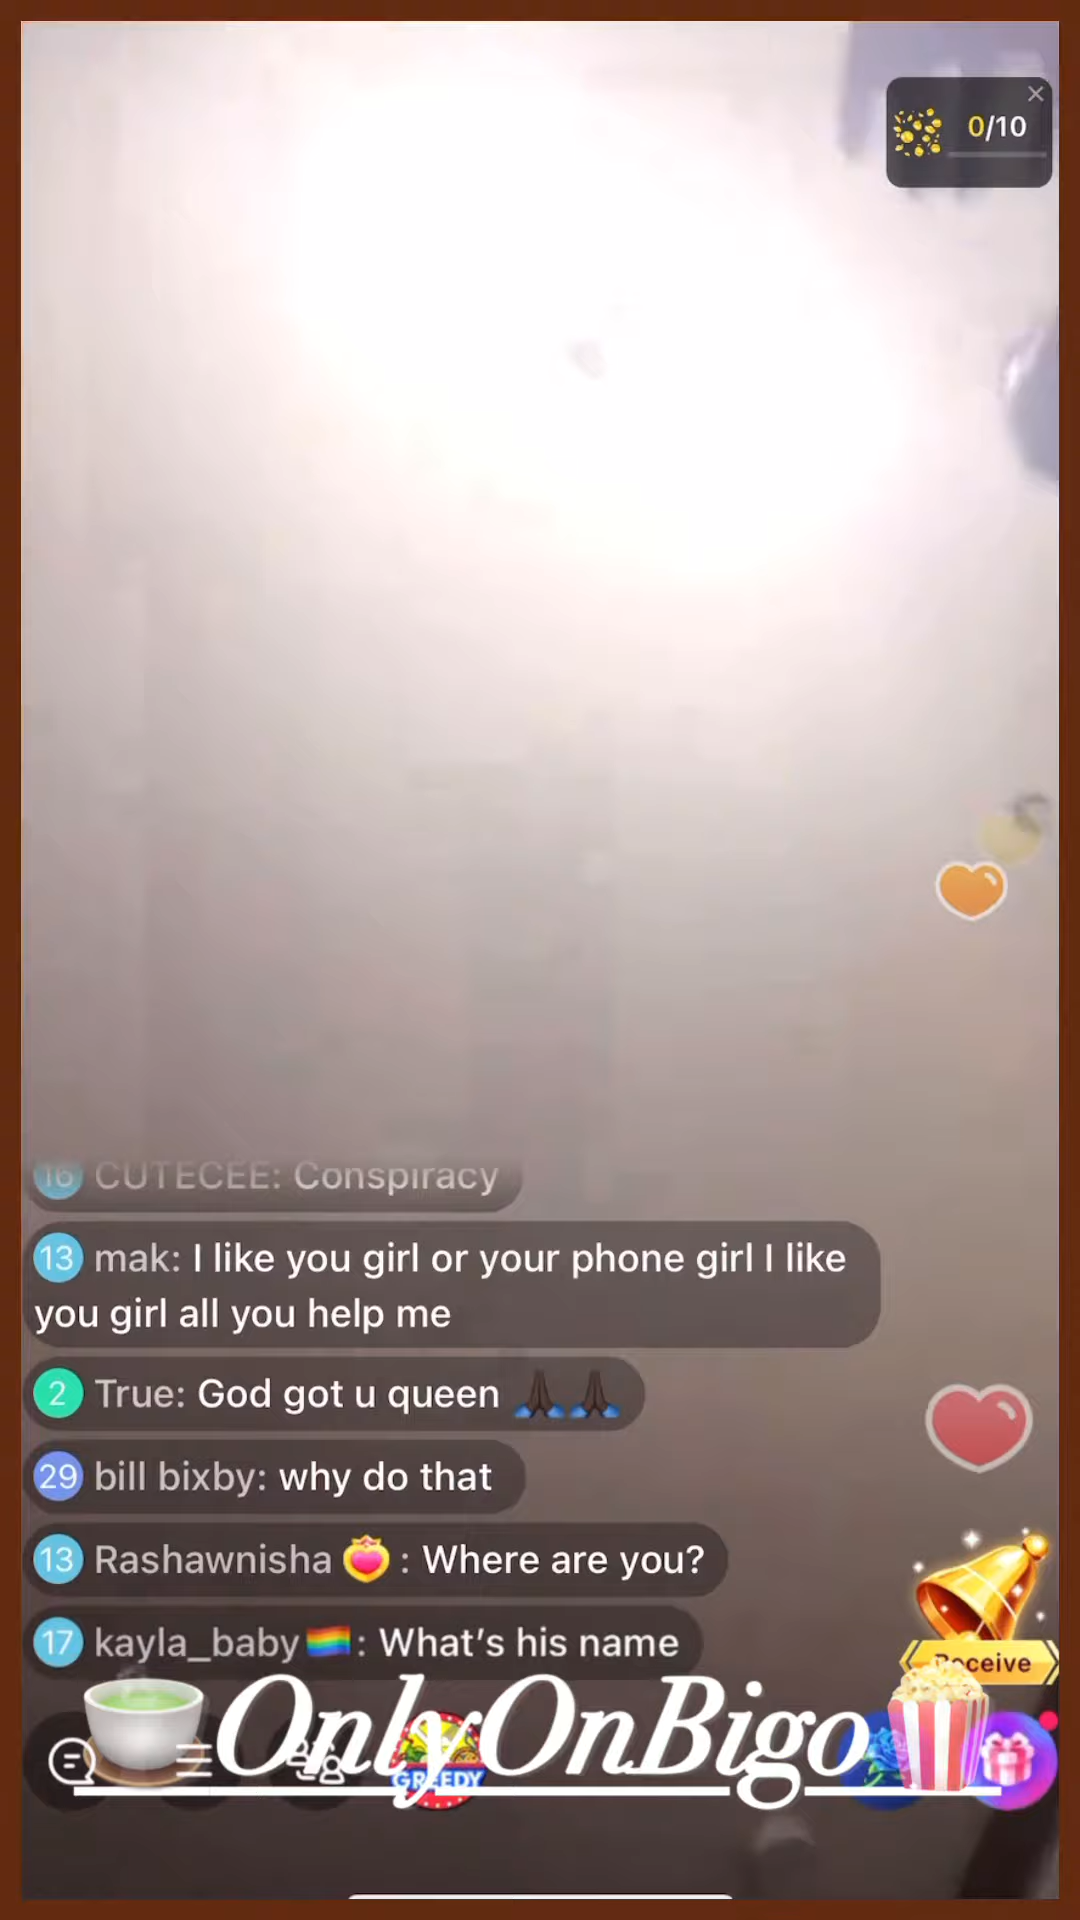 0/10
16 CUTECEE: Conspiracy
13 mak: I like you girl or your phone girl I like
you girl all you help me
2 True: God got u queen 🙏🏿🙏🏿
29 bill bixby: why do that
13 Rashawnisha : Where are you?
17 kayla_baby🏳️‍🌈: What's his name
Receive
OnlyOnBigo
GREEDY